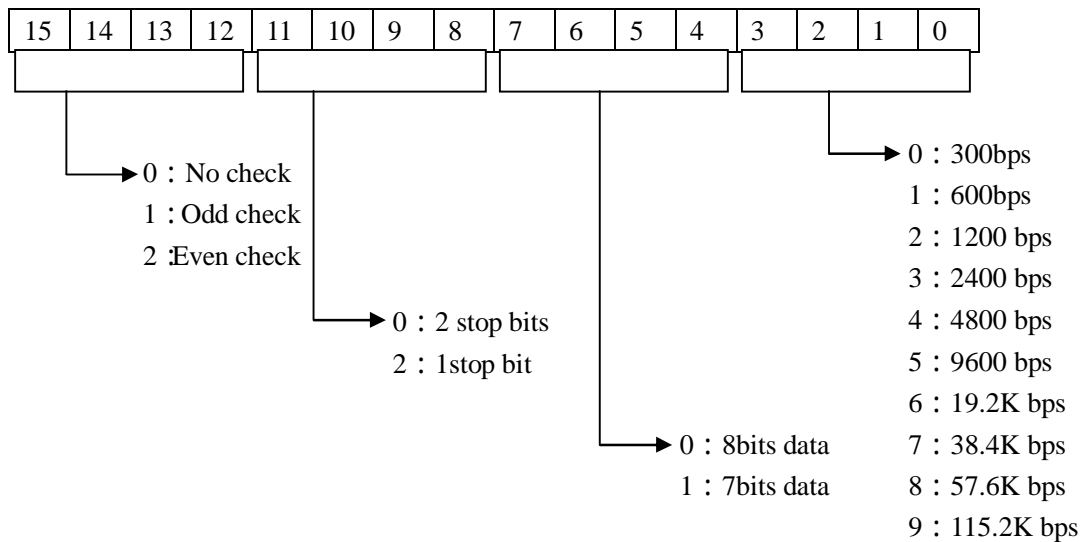 15 14 13 12 11 10 9 8 7 6 5 4 3 2 1 0
0：No check
1：Odd check
2：Even check
0：2 stop bits
2：1stop bit
0：8bits data
1：7bits data
0：300bps
1：600bps
2：1200 bps
3：2400 bps
4：4800 bps
5：9600 bps
6：19.2K bps
7：38.4K bps
8：57.6K bps
9：115.2K bps